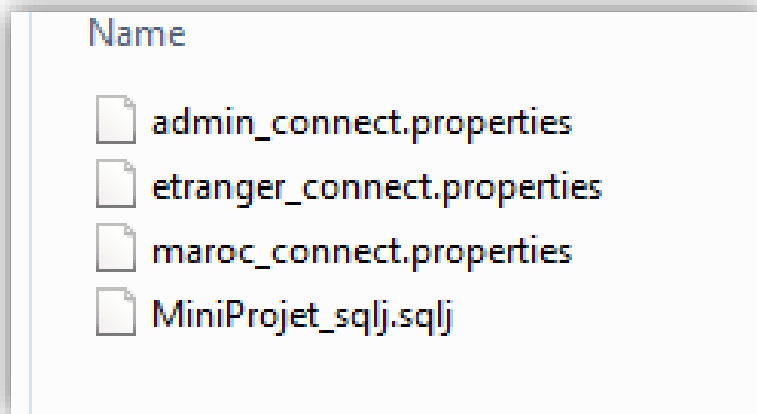 Name
admin_connect.properties
etranger_connect.properties
maroc_connect.properties
MiniProjet_sqlj.sqlj